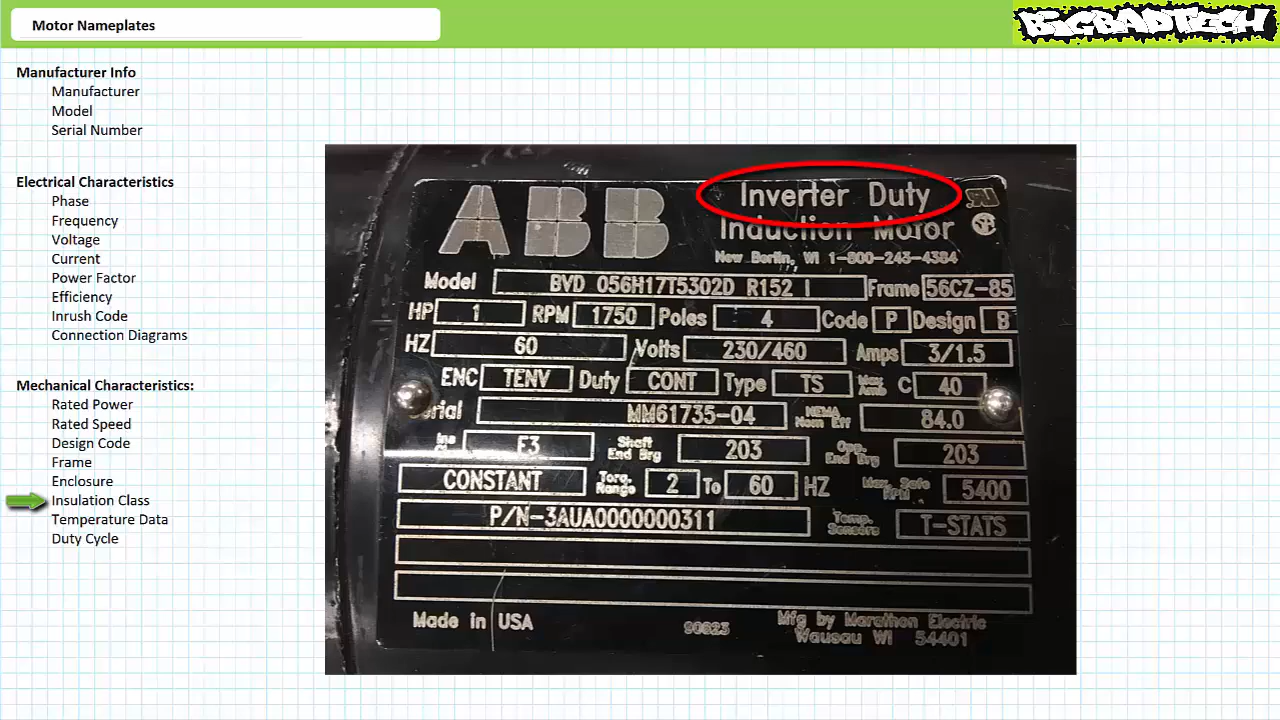 Motor Nameplates
BIGBADTECH
Manufacturer Info
Manufacturer
Model
Serial Number
Electrical Characteristics
Phase
Frequency
Voltage
Current
Power Factor
Efficiency
Inrush Code
Connection Diagrams
Mechanical Characteristics:
Rated Power
Rated Speed
Design Code
Frame
Enclosure
Insulation Class
Temperature Data
Duty Cycle
ABB
Inverter Duty
Induction Motor
New Berlin, WI 1-800-243-4384
Model BVD 056H17T5302D R152 I Frame 56CZ-85
HP 1 RPM 1750 Poles 4 Code P Design B
HZ 60 Volts 230/460 Amps 3/1.5
ENC TENV Duty CONT Type TS Max Amb C 40
Serial MM61735-04 NEMA Nom Eff 84.0
Ins F3 Shaft End Brg 203 Opp. End Brg 203
CONSTANT Torq. Range 2 To 60 HZ Max. Safe RPM 5400
P/N-3AUA0000000311 Temp. Sensors T-STATS
Made in USA 90823 Mfg by Marathon Electric
Wausau WI 54401